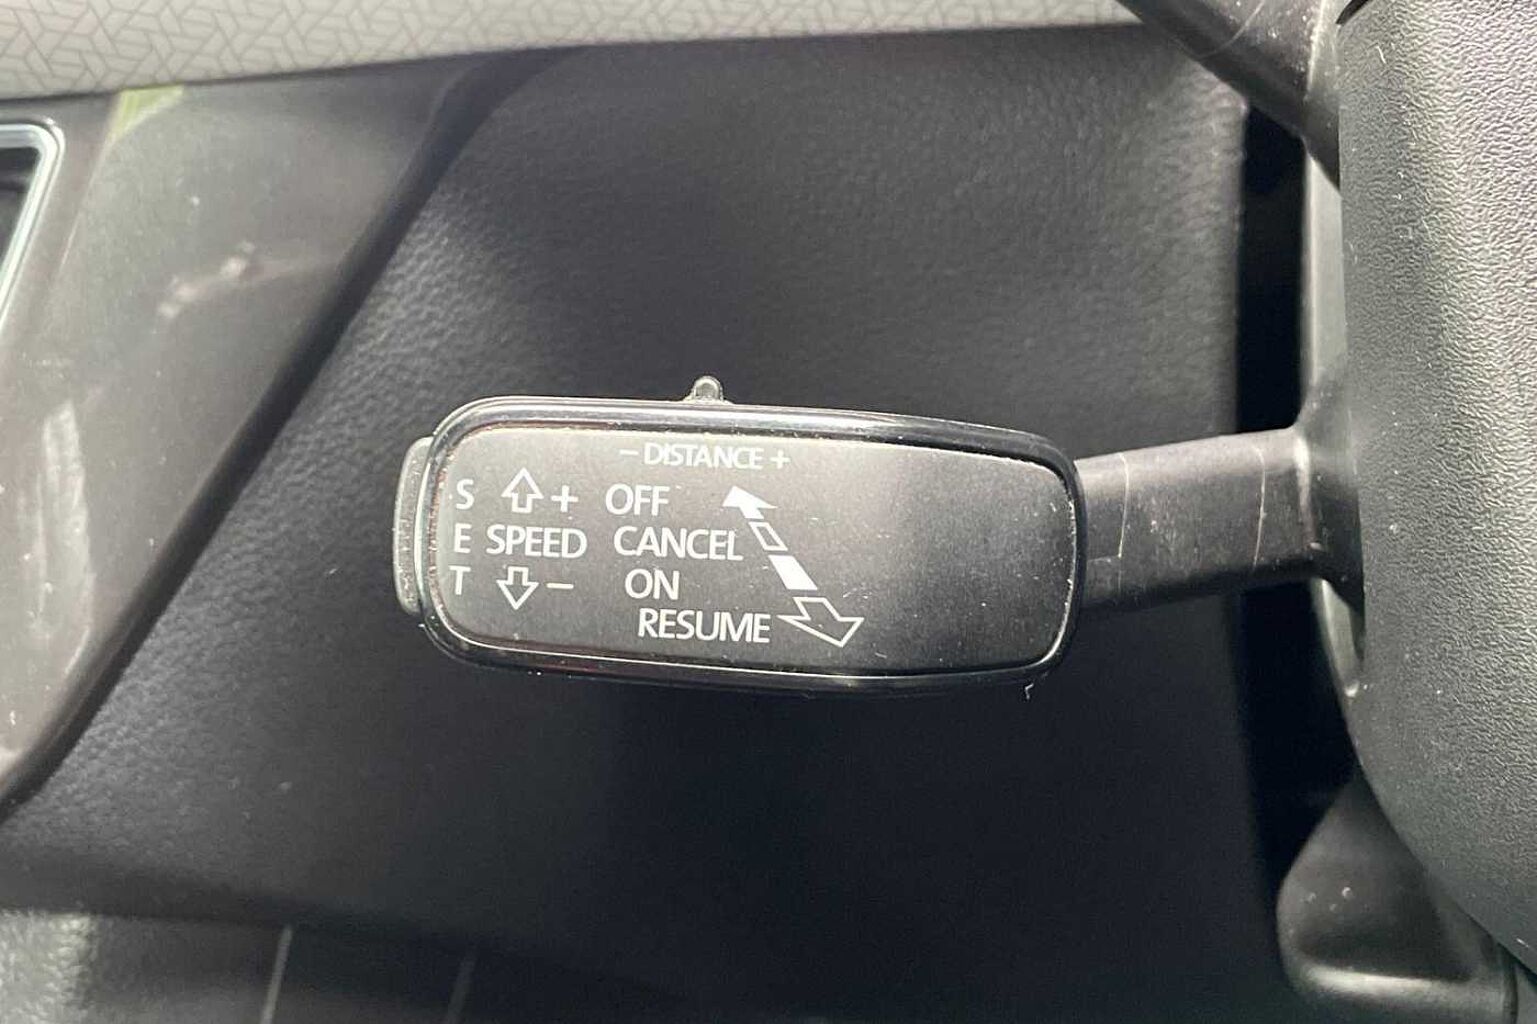 − DISTANCE +
S + OFF
E SPEED CANCEL
T − ON
RESUME